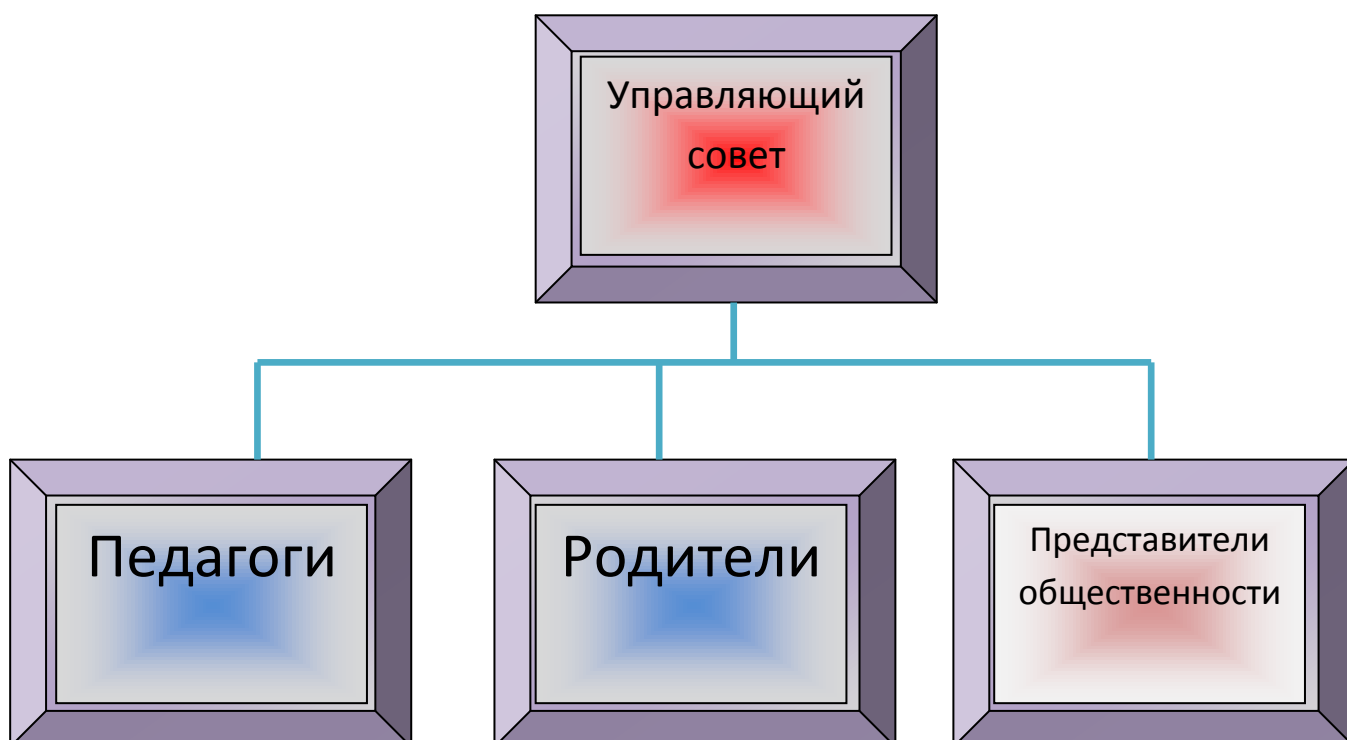 Управляющий
совет
Педагоги
Родители
Представители
общественности